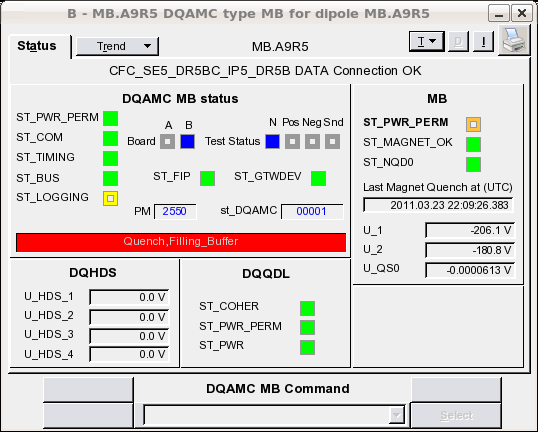 B - MB.A9R5 DQAMC type MB for dipole MB.A9R5
Status
Trend
MB.A9R5
T
D
I
CFC_SE5_DR5BC_IP5_DR5B DATA Connection OK
DQAMC MB status
ST_PWR_PERM
ST_COM
ST_TIMING
ST_BUS
ST_LOGGING
A B
Board
N Pos Neg Snd
Test Status
ST_FIP
ST_GTWDEV
PM 2550
st_DQAMC 00001
Quench,Filling_Buffer
MB
ST_PWR_PERM
ST_MAGNET_OK
ST_NQD0
Last Magnet Quench at (UTC)
2011.03.23 22:09:26.383
U_1 -206.1 V
U_2 -180.8 V
U_QS0 -0.0000613 V
DQHDS
U_HDS_1 0.0 V
U_HDS_2 0.0 V
U_HDS_3 0.0 V
U_HDS_4 0.0 V
DQQDL
ST_COHER
ST_PWR_PERM
ST_PWR
DQAMC MB Command
Select